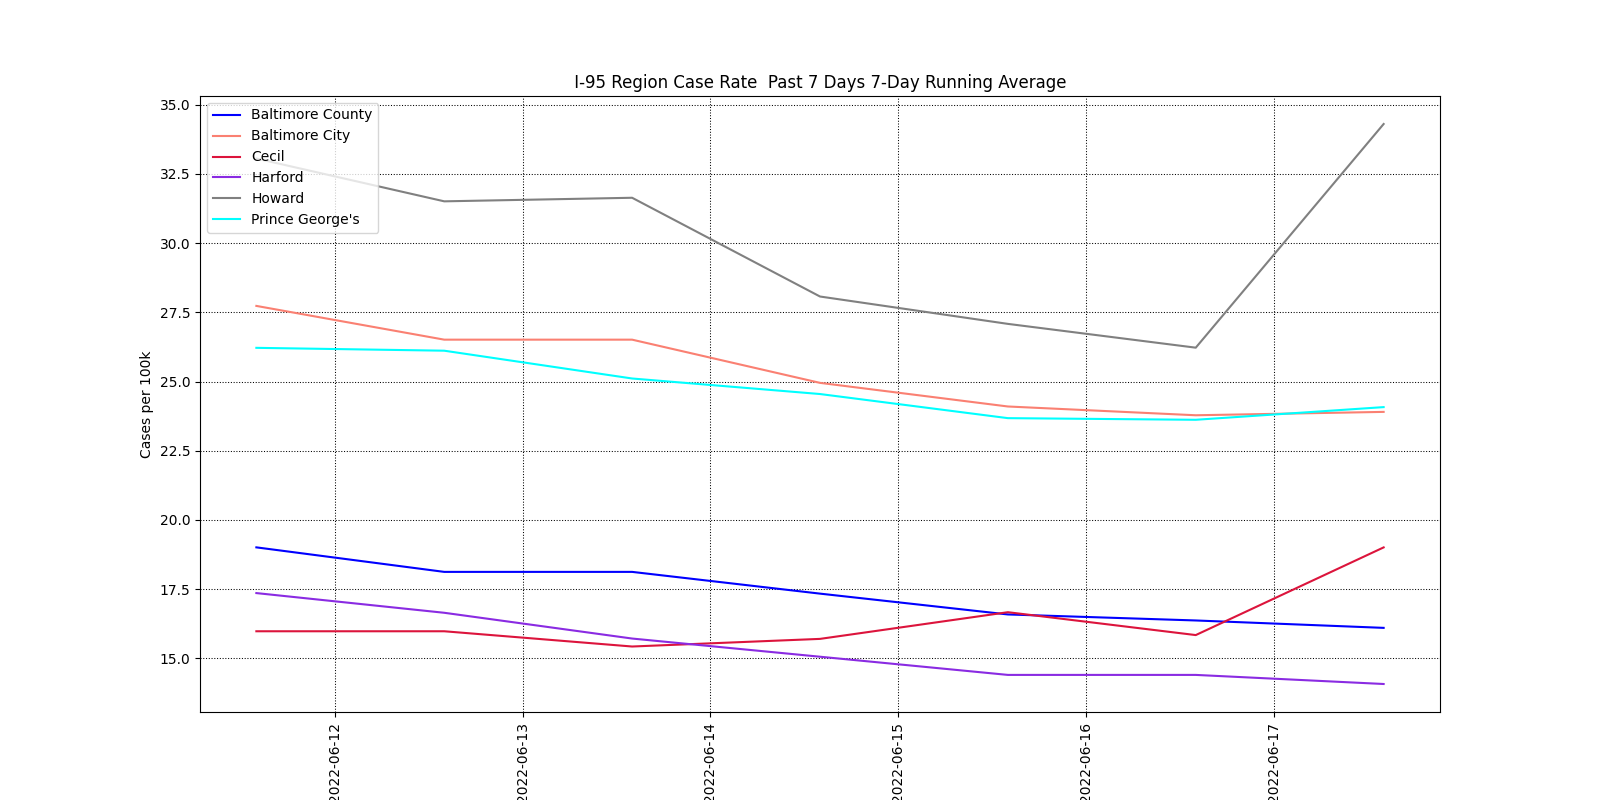 I-95 Region Case Rate  Past 7 Days 7-Day Running Average
35.0
32.5
30.0
27.5
25.0
22.5
20.0
17.5
15.0
Cases per 100k
Baltimore County
Baltimore City
Cecil
Harford
Howard
Prince George's
2022-06-12
2022-06-13
2022-06-14
2022-06-15
2022-06-16
2022-06-17